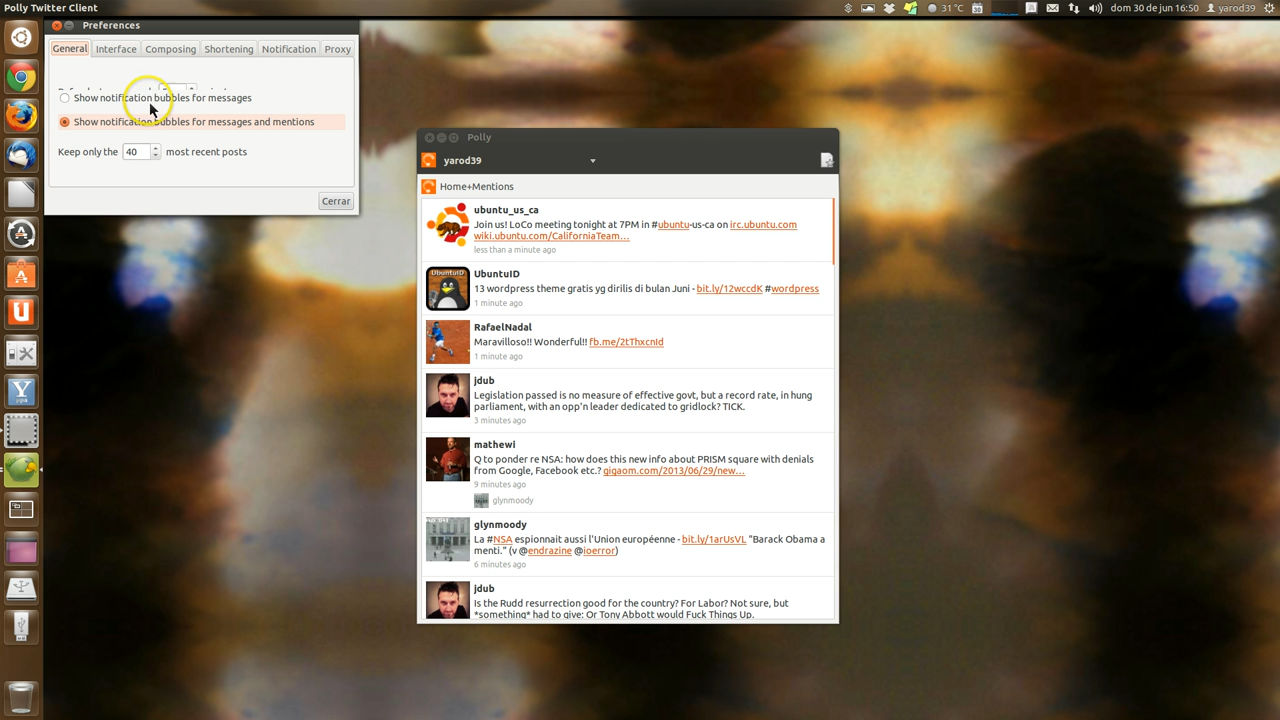 Polly Twitter Client
31 °C
dom 30 de jun 16:50
yarod39
Preferences
General
Interface
Composing
Shortening
Notification
Proxy
Show notification bubbles for messages
Show notification bubbles for messages and mentions
Keep only the 40 most recent posts
Cerrar
Polly
yarod39
Home+Mentions
ubuntu_us_ca
Join us! LoCo meeting tonight at 7PM in #ubuntu-us-ca on irc.ubuntu.com
wiki.ubuntu.com/CaliforniaTeam...
less than a minute ago
UbuntuID
UbuntuID
13 wordpress theme gratis yg dirilis di bulan Juni - bit.ly/12wccdK #wordpress
1 minute ago
RafaelNadal
Maravilloso!! Wonderful!! fb.me/2tThxcnId
1 minute ago
jdub
Legislation passed is no measure of effective govt, but a record rate, in hung
parliament, with an opp'n leader dedicated to gridlock? TICK.
3 minutes ago
mathewi
Q to ponder re NSA: how does this new info about PRISM square with denials
from Google, Facebook etc.? gigaom.com/2013/06/29/new...
9 minutes ago
glynmoody
glynmoody
La #NSA espionnait aussi l'Union européenne - bit.ly/1arUsVL "Barack Obama a
menti." (v @endrazine @ioerror)
6 minutes ago
jdub
Is the Rudd resurrection good for the country? For Labor? Not sure, but
*something* had to give: Or Tony Abbott would Fuck Things Up.